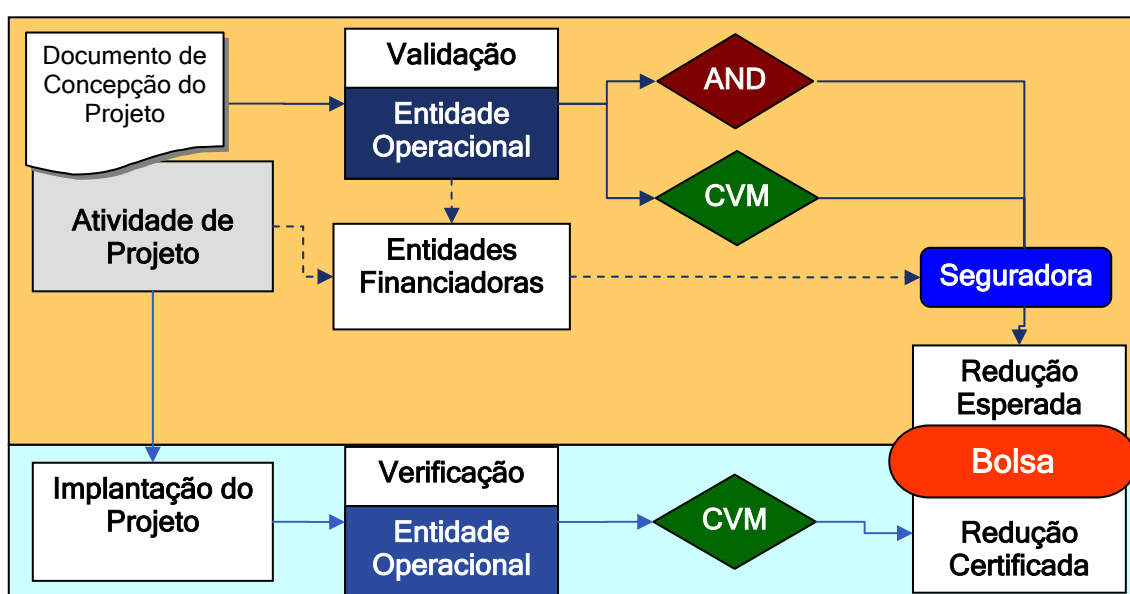 Documento de
Concepção do
Projeto
Validação
Entidade
Operacional
AND
CVM
Atividade de
Projeto
Entidades
Financiadoras
Seguradora
Redução
Esperada
Bolsa
Implantação do
Projeto
Verificação
Entidade
Operacional
CVM
Redução
Certificada